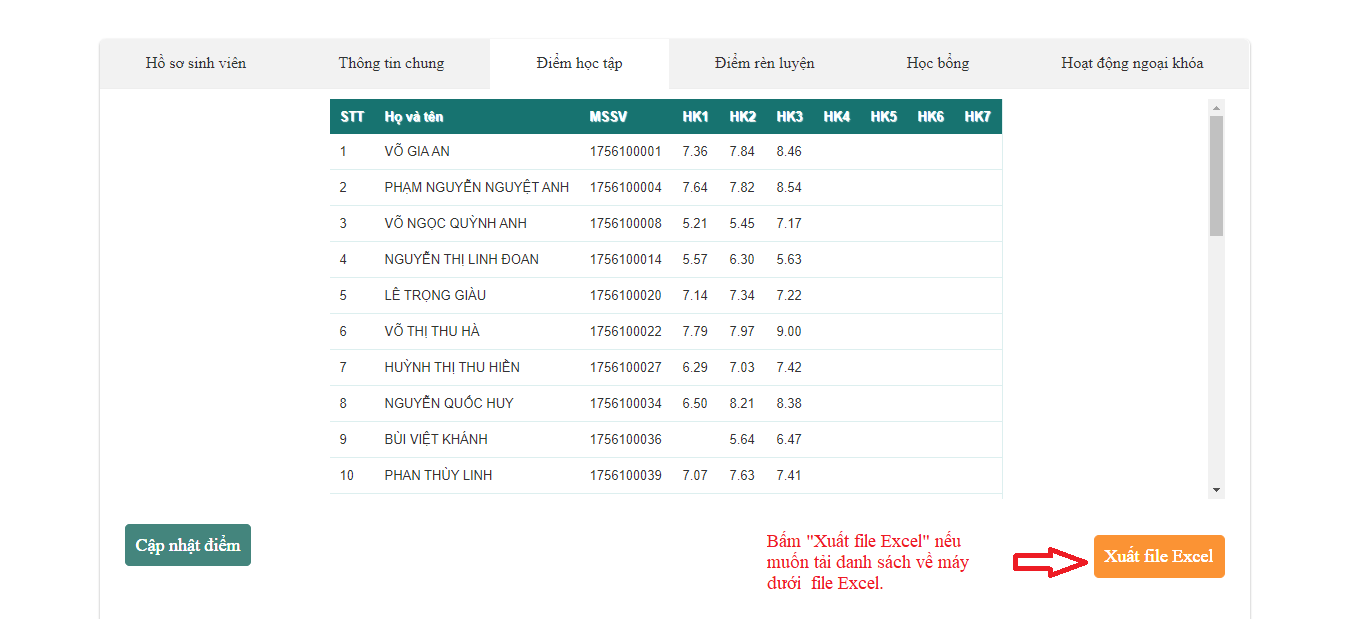 Hồ sơ sinh viên Thông tin chung Điểm học tập Điểm rèn luyện Học bổng Hoạt động ngoại khóa
STT Họ và tên MSSV HK1 HK2 HK3 HK4 HK5 HK6 HK7
1 VÕ GIA AN 1756100001 7.36 7.84 8.46
2 PHẠM NGUYỄN NGUYỆT ANH 1756100004 7.64 7.82 8.54
3 VÕ NGỌC QUỲNH ANH 1756100008 5.21 5.45 7.17
4 NGUYỄN THỊ LINH ĐOAN 1756100014 5.57 6.30 5.63
5 LÊ TRỌNG GIÀU 1756100020 7.14 7.34 7.22
6 VÕ THỊ THU HÀ 1756100022 7.79 7.97 9.00
7 HUỲNH THỊ THU HIỀN 1756100027 6.29 7.03 7.42
8 NGUYỄN QUỐC HUY 1756100034 6.50 8.21 8.38
9 BÙI VIỆT KHÁNH 1756100036 5.64 6.47
10 PHAN THÙY LINH 1756100039 7.07 7.63 7.41
Cập nhật điểm
Bấm "Xuất file Excel" nếu
muốn tải danh sách về máy
dưới file Excel.
Xuất file Excel